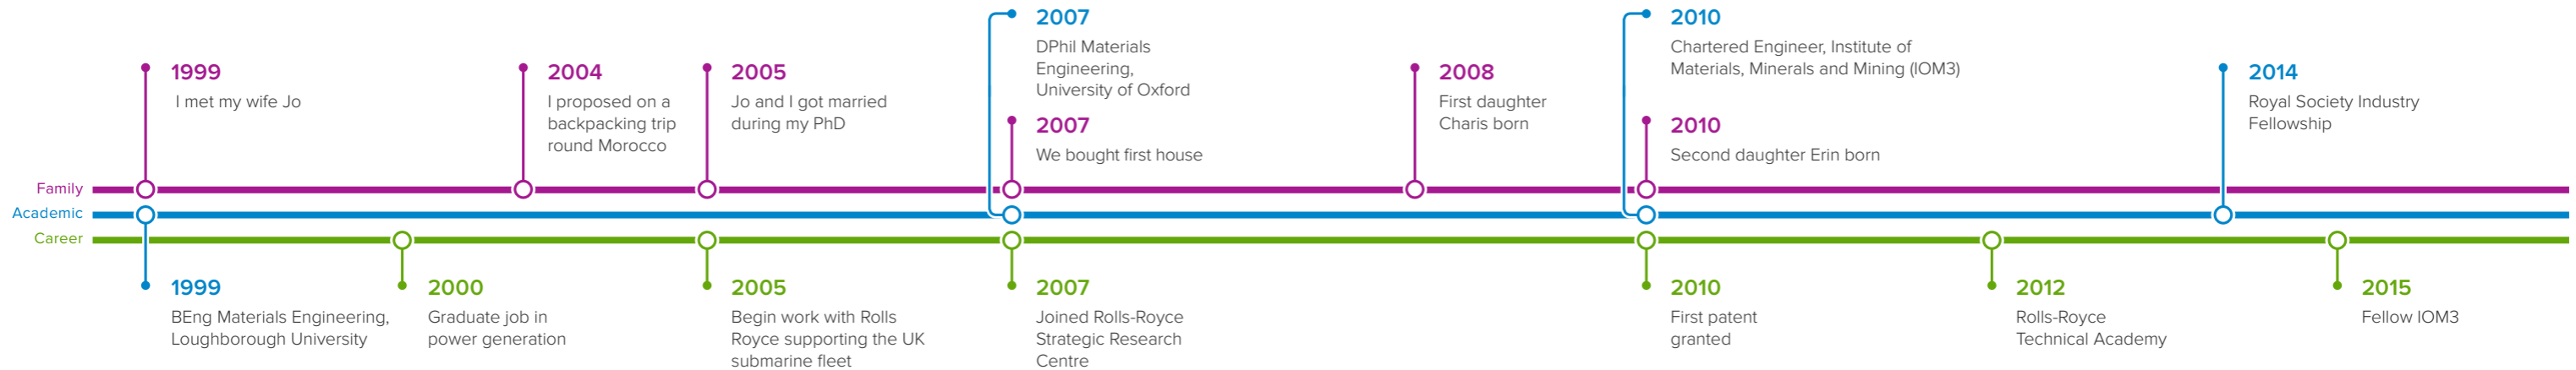 1999
I met my wife Jo
2004
I proposed on a
backpacking trip
round Morocco
2005
Jo and I got married
during my PhD
2007
DPhil Materials
Engineering,
University of Oxford
2007
We bought first house
2008
First daughter
Charis born
2010
Chartered Engineer, Institute of
Materials, Minerals and Mining (IOM3)
2010
Second daughter Erin born
2014
Royal Society Industry
Fellowship
Family
Academic
Career
1999
BEng Materials Engineering,
Loughborough University
2000
Graduate job in
power generation
2005
Begin work with Rolls
Royce supporting the UK
submarine fleet
2007
Joined Rolls-Royce
Strategic Research
Centre
2010
First patent
granted
2012
Rolls-Royce
Technical Academy
2015
Fellow IOM3